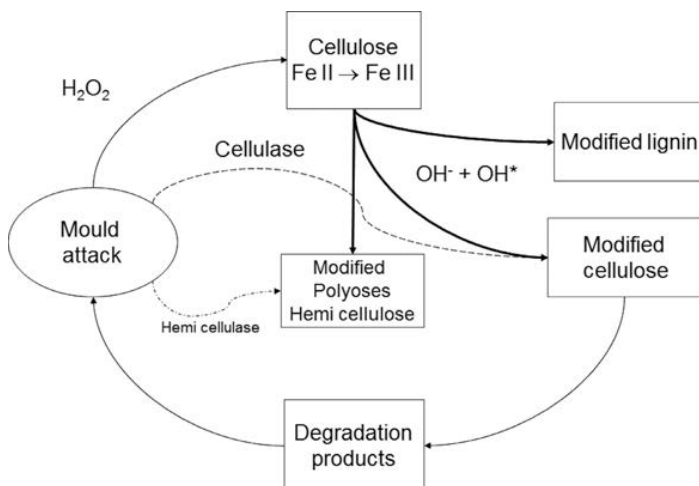 Cellulose
Fe II → Fe III
H₂O₂
Modified lignin
Cellulase
OH⁻ + OH*
Mould
attack
Modified
cellulose
Modified
Polyoses
Hemi cellulose
Hemi cellulase
Degradation
products